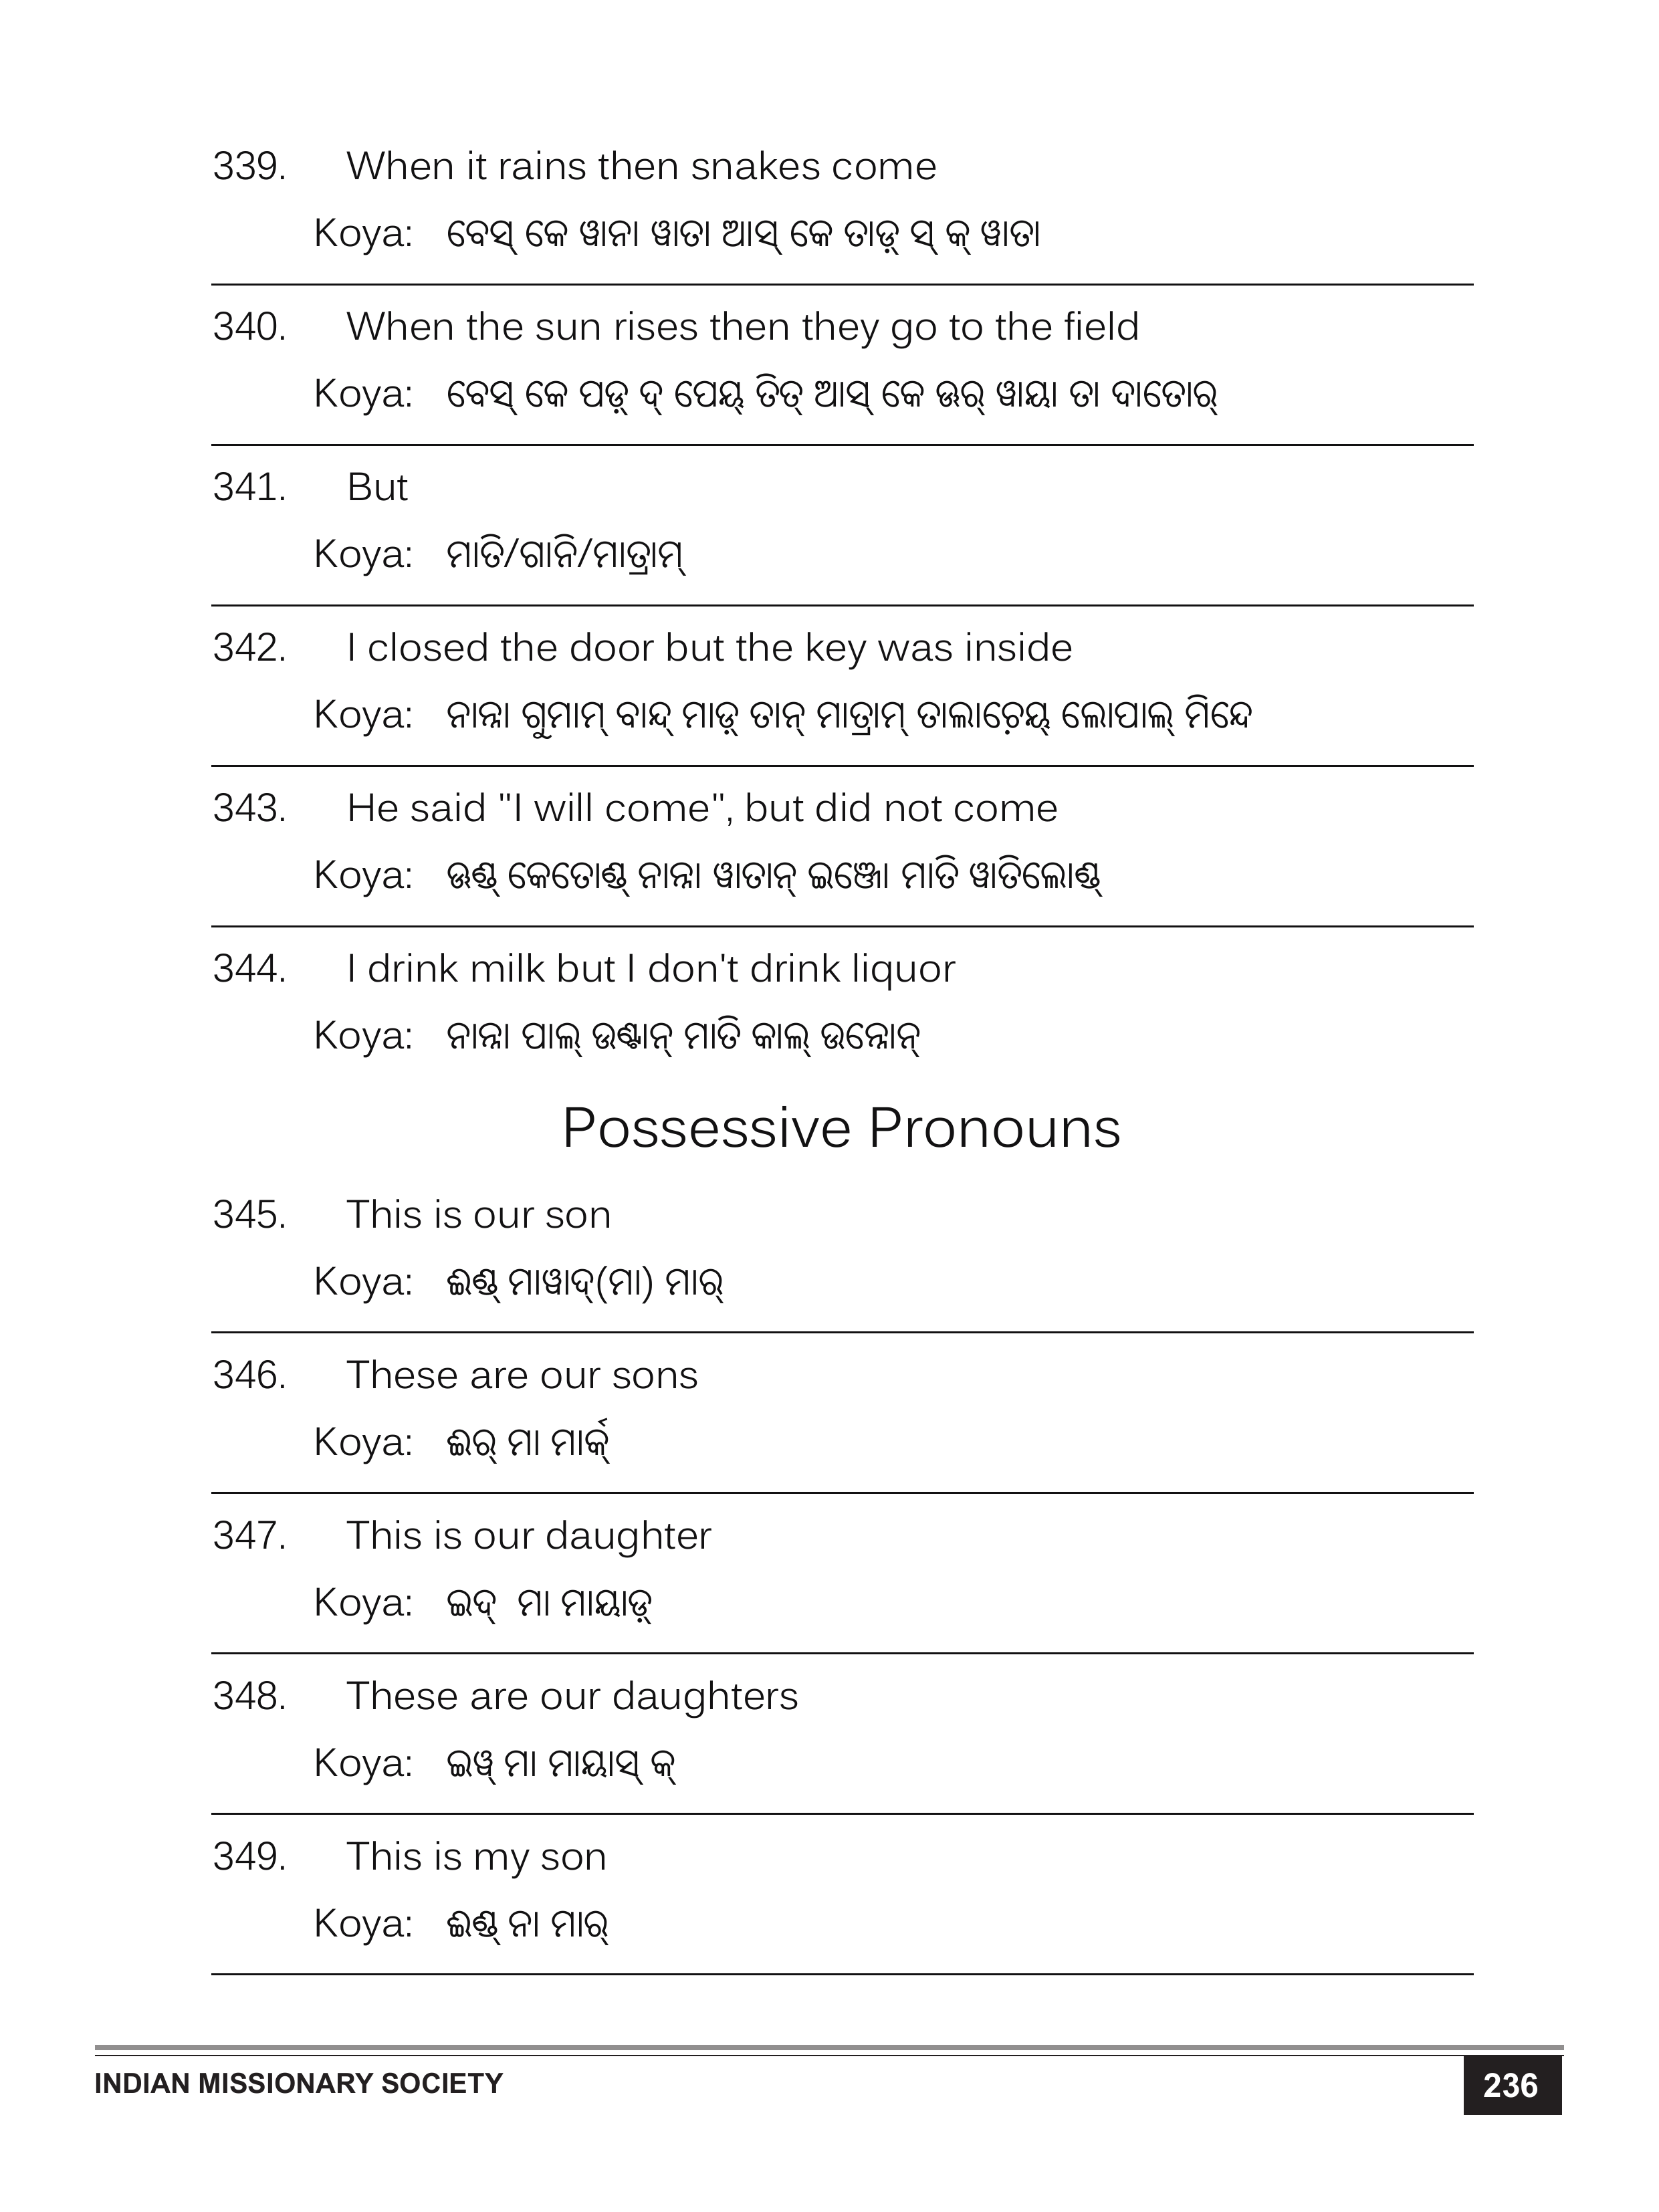 339. When it rains then snakes come
Koya: ବେସ୍ କେ ୱାନା ୱାତା ଆସ୍ କେ ତାଡ଼୍ ସ୍ କ୍ ୱାତା
340. When the sun rises then they go to the field
Koya: ବେସ୍ କେ ପଡ଼୍ ଦ୍ ପେୟ୍ ତିତ୍ ଆସ୍ କେ ଊର୍ ୱାୟା ତା ଦାତୋର୍
341. But
Koya: ମାତି/ଗାନି/ମାତ୍ରାମ୍
342. I closed the door but the key was inside
Koya: ନାନ୍ନା ଗୁମାମ୍ ବାନ୍ଦ୍ ମାଡ଼୍ ତାନ୍ ମାତ୍ରାମ୍ ତାଲାଚ଼େୟ୍ ଲୋପାଲ୍ ମିନ୍ଦେ
343. He said "I will come", but did not come
Koya: ଊଣ୍ଡ୍ କେତୋଣ୍ଡ୍ ନାନ୍ନା ୱାତାନ୍ ଇଞ୍ଜୋ ମାତି ୱାତିଲୋଣ୍ଡ୍
344. I drink milk but I don't drink liquor
Koya: ନାନ୍ନା ପାଲ୍ ଉଣ୍ଟାନ୍ ମାତି କାଲ୍ ଉନ୍ନୋନ୍
Possessive Pronouns
345. This is our son
Koya: ଈଣ୍ଡ୍ ମାୱାଦ୍(ମା) ମାର୍
346. These are our sons
Koya: ଈର୍ ମା ମାର୍କ୍
347. This is our daughter
Koya: ଇଦ୍ ମା ମାୟାଡ଼୍
348. These are our daughters
Koya: ଇୱ୍ ମା ମାୟାସ୍ କ୍
349. This is my son
Koya: ଈଣ୍ଡ୍ ନା ମାର୍
INDIAN MISSIONARY SOCIETY
236